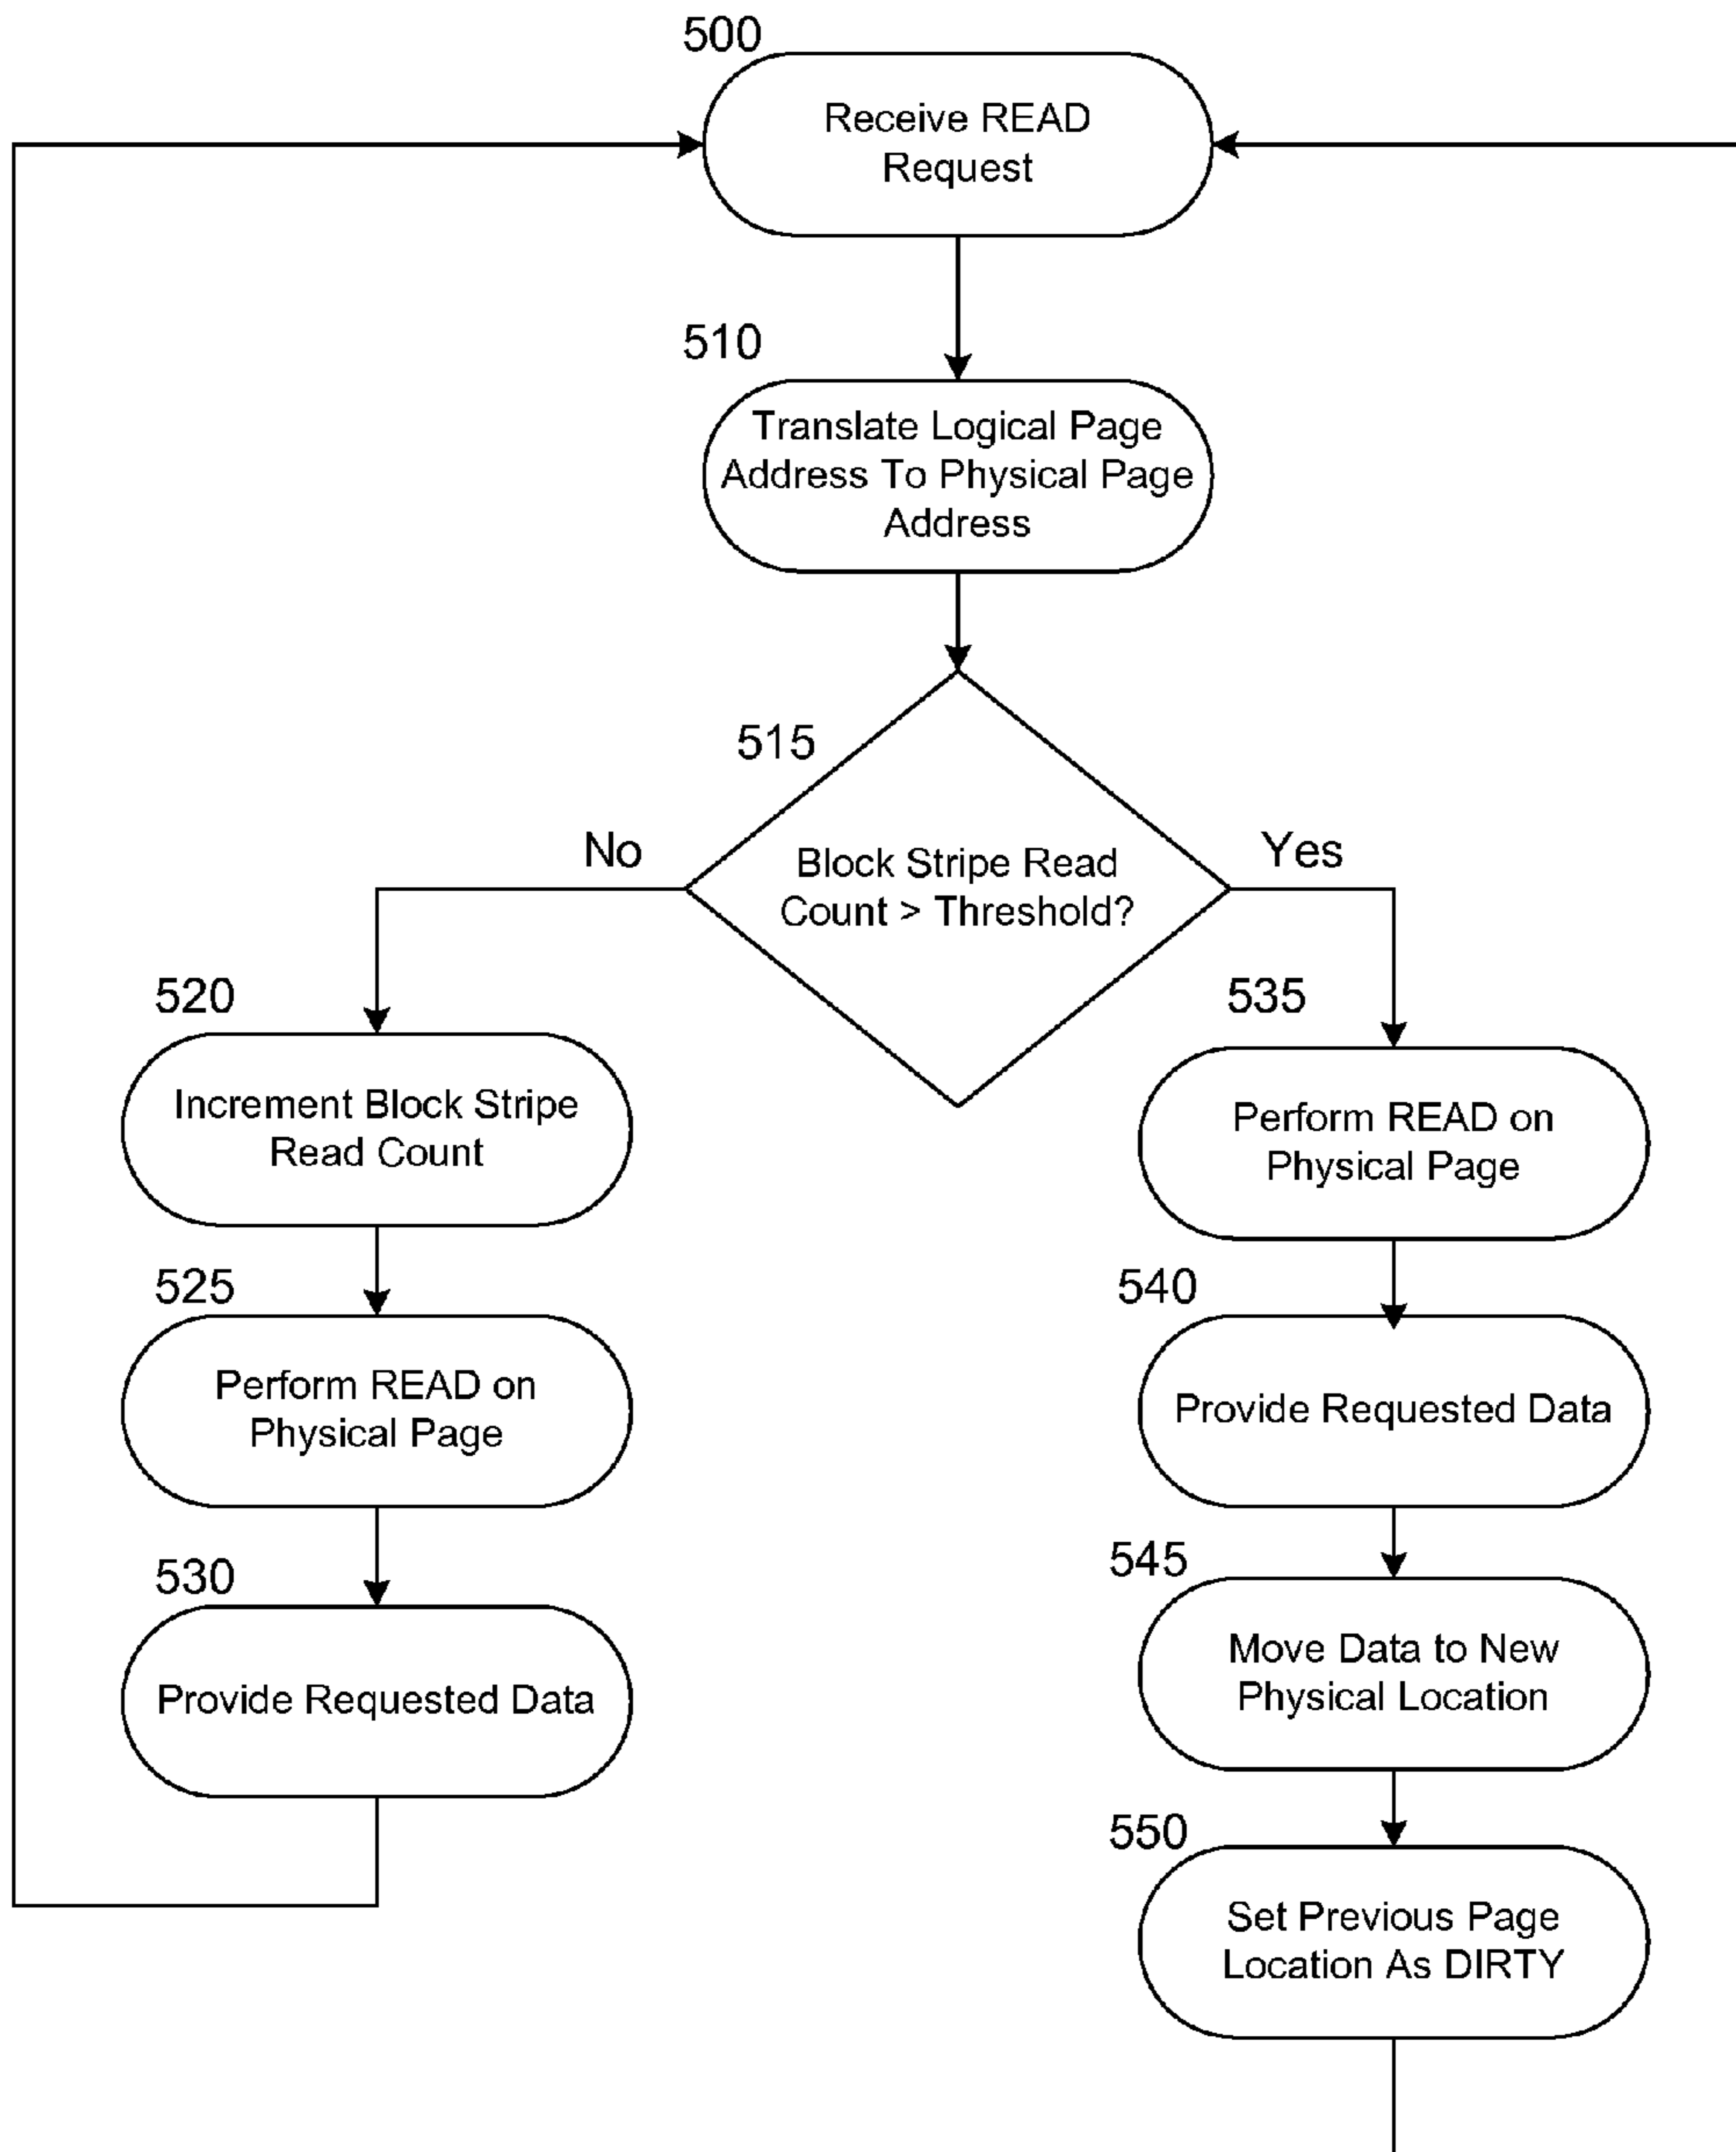 500
Receive READ
Request
510
Translate Logical Page
Address To Physical Page
Address
515
Block Stripe Read
Count > Threshold?
No
Yes
520
Increment Block Stripe
Read Count
525
Perform READ on
Physical Page
530
Provide Requested Data
535
Perform READ on
Physical Page
540
Provide Requested Data
545
Move Data to New
Physical Location
550
Set Previous Page
Location As DIRTY